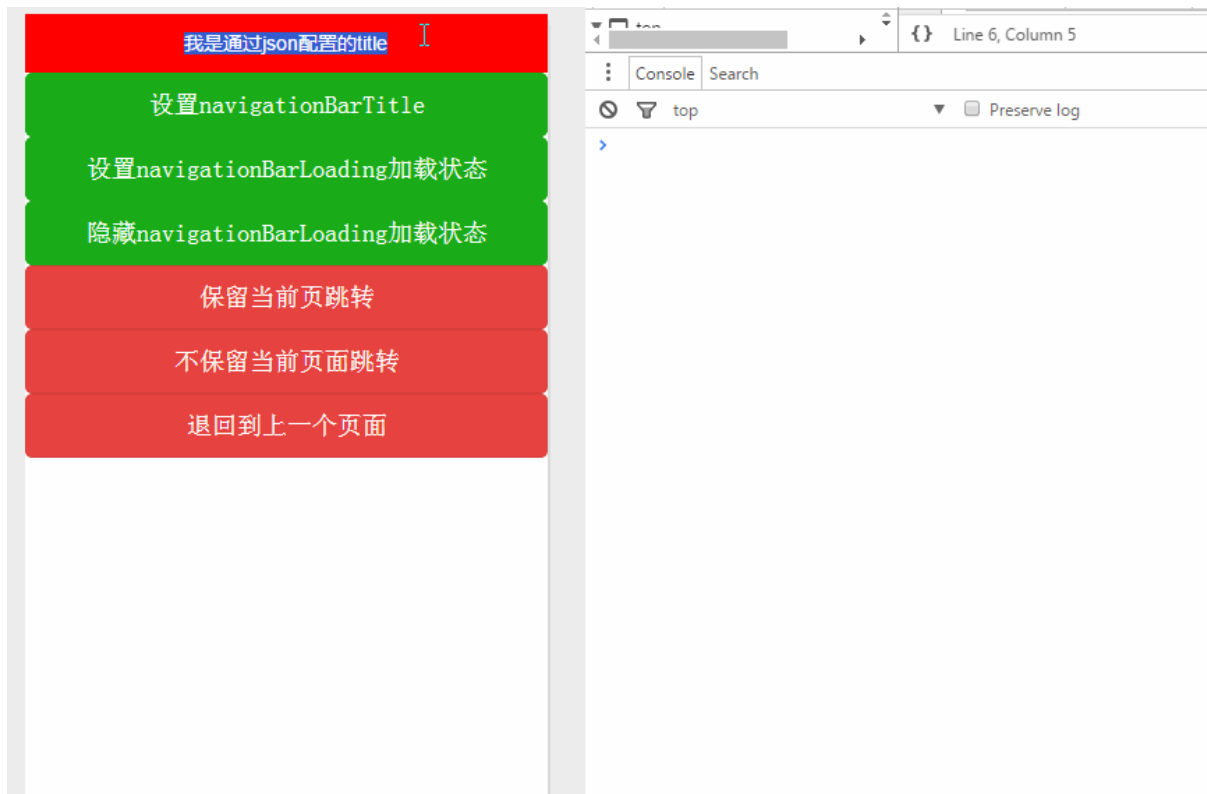 我是通过json配置的title
设置navigationBarTitle
设置navigationBarLoading加载状态
隐藏navigationBarLoading加载状态
保留当前页跳转
不保留当前页面跳转
退回到上一个页面
{} Line 6, Column 5
Console Search
top Preserve log